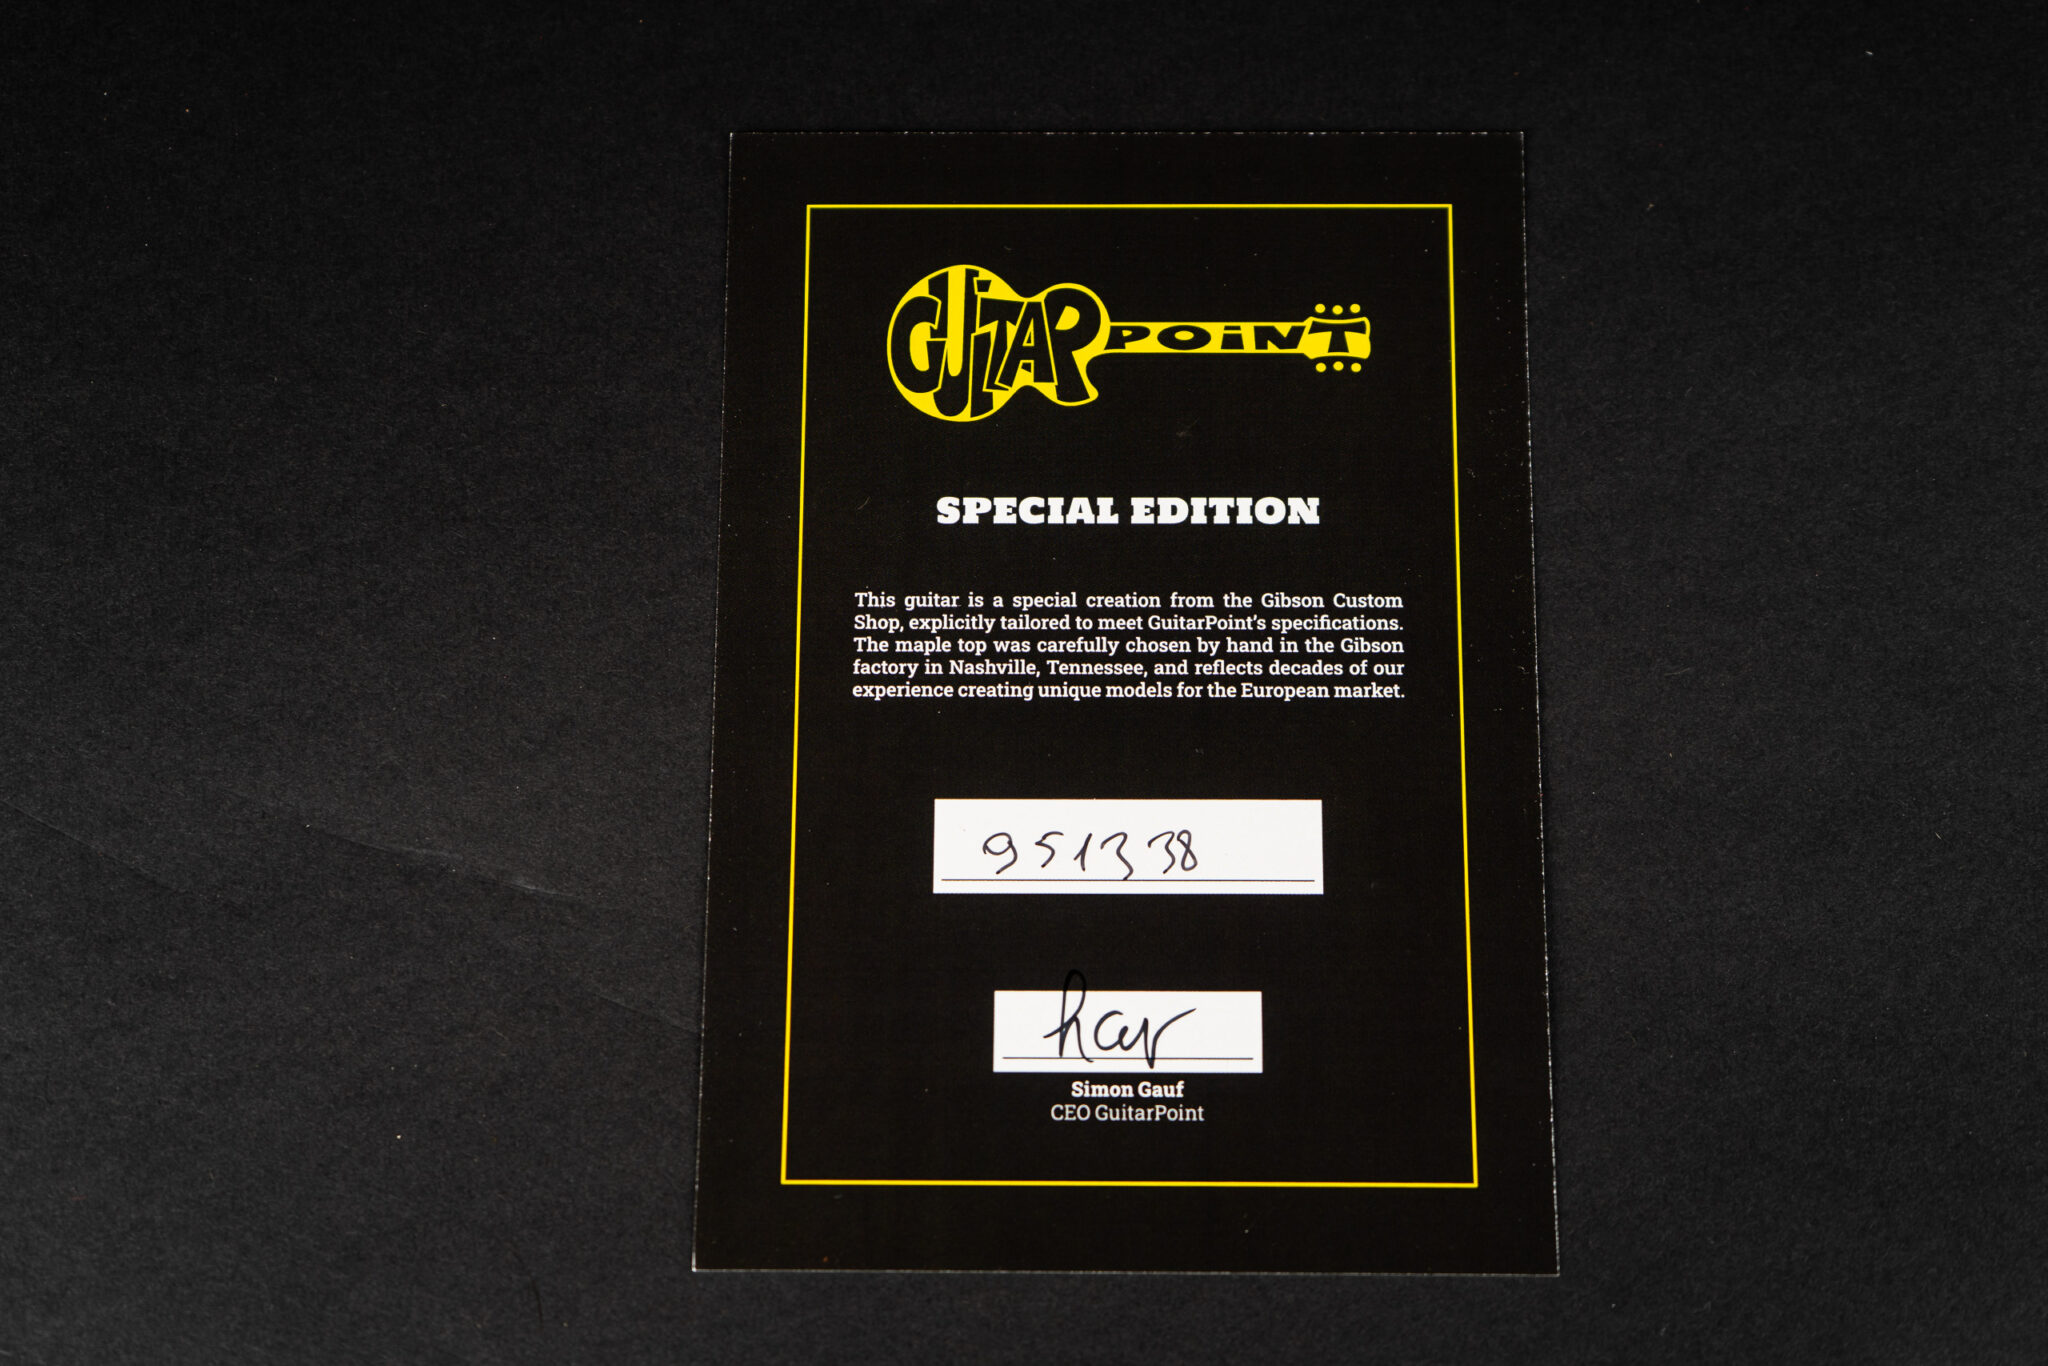 GUiTAR POiNT
SPECIAL EDITION
This guitar is a special creation from the Gibson Custom
Shop, explicitly tailored to meet GuitarPoint's specifications.
The maple top was carefully chosen by hand in the Gibson
factory in Nashville, Tennessee, and reflects decades of our
experience creating unique models for the European market.
951338
Simon Gauf
CEO GuitarPoint